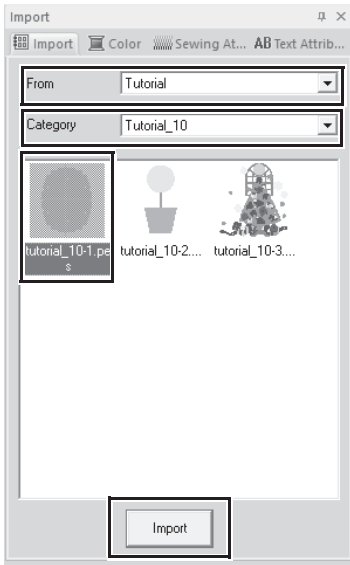 Import
Import Color Sewing At... AB Text Attrib...
From Tutorial
Category Tutorial_10
tutorial_10-1.pe tutorial_10-2.... tutorial_10-3....
s
Import